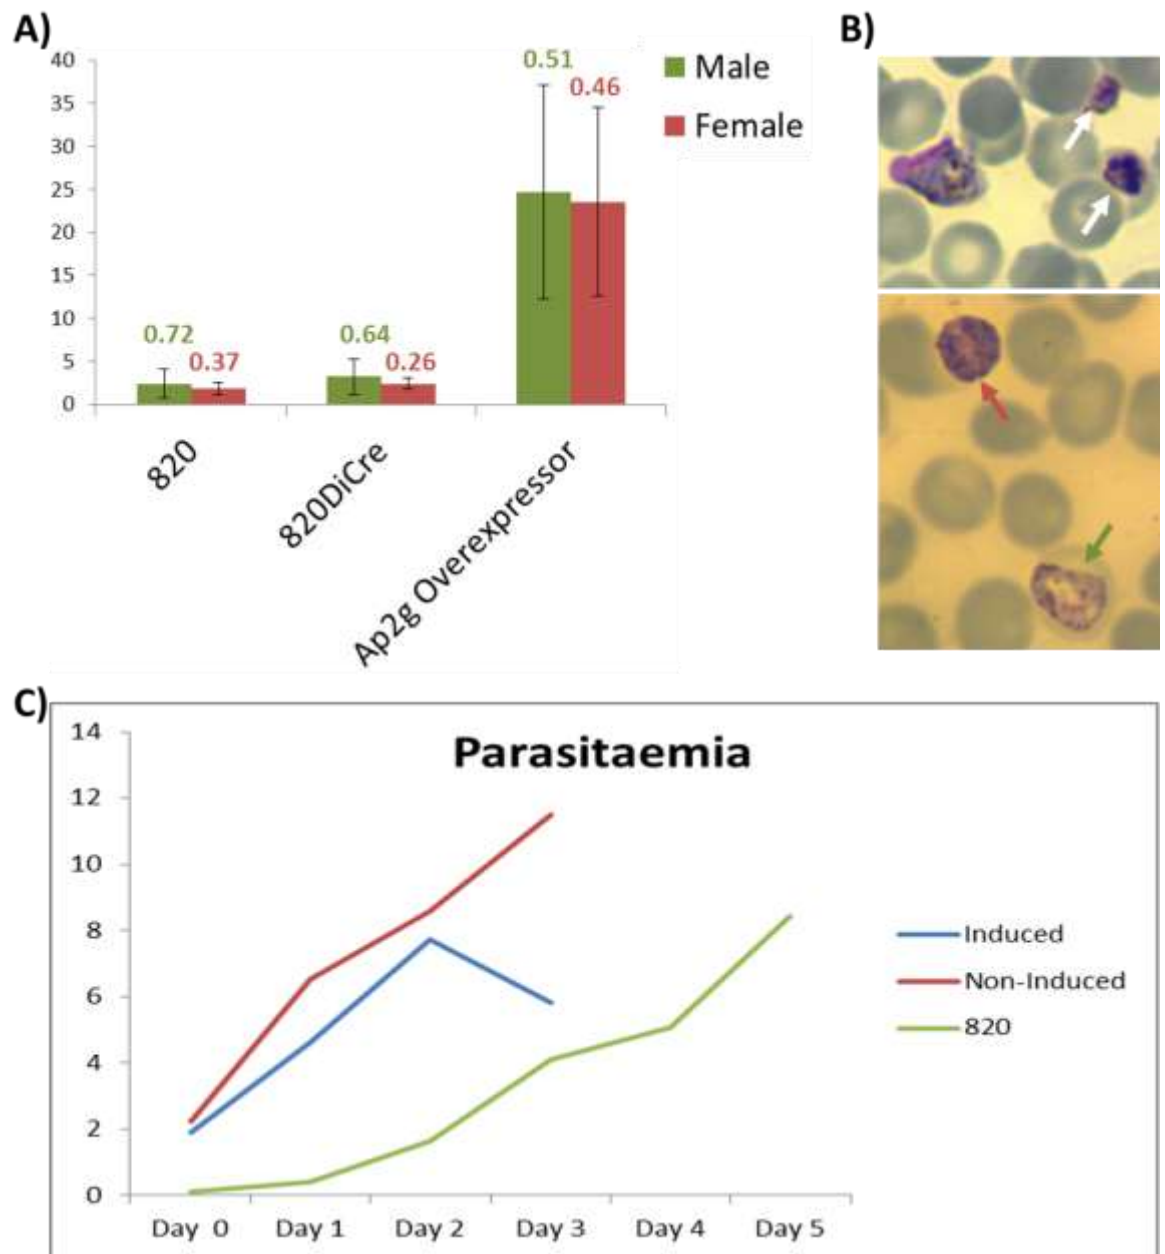 A)
B)
40
35
30
25
20
15
10
5
0
0.72
0.37
0.64
0.26
0.51
0.46
Male
Female
820
820DiCre
Ap2g Overexpressor
C)
Parasitaemia
14
12
10
8
6
4
2
0
Day 0 Day 1 Day 2 Day 3 Day 4 Day 5
Induced
Non-Induced
820